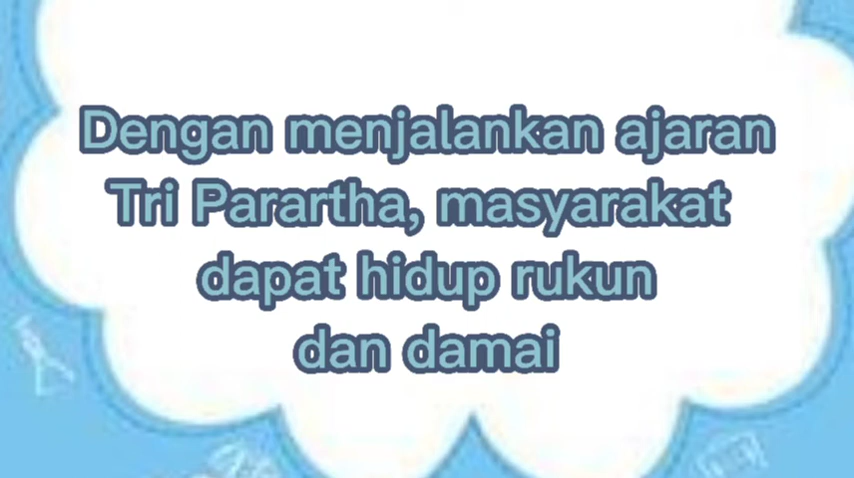 Dengan menjalankan ajaran
Tri Parartha, masyarakat
dapat hidup rukun
dan damai